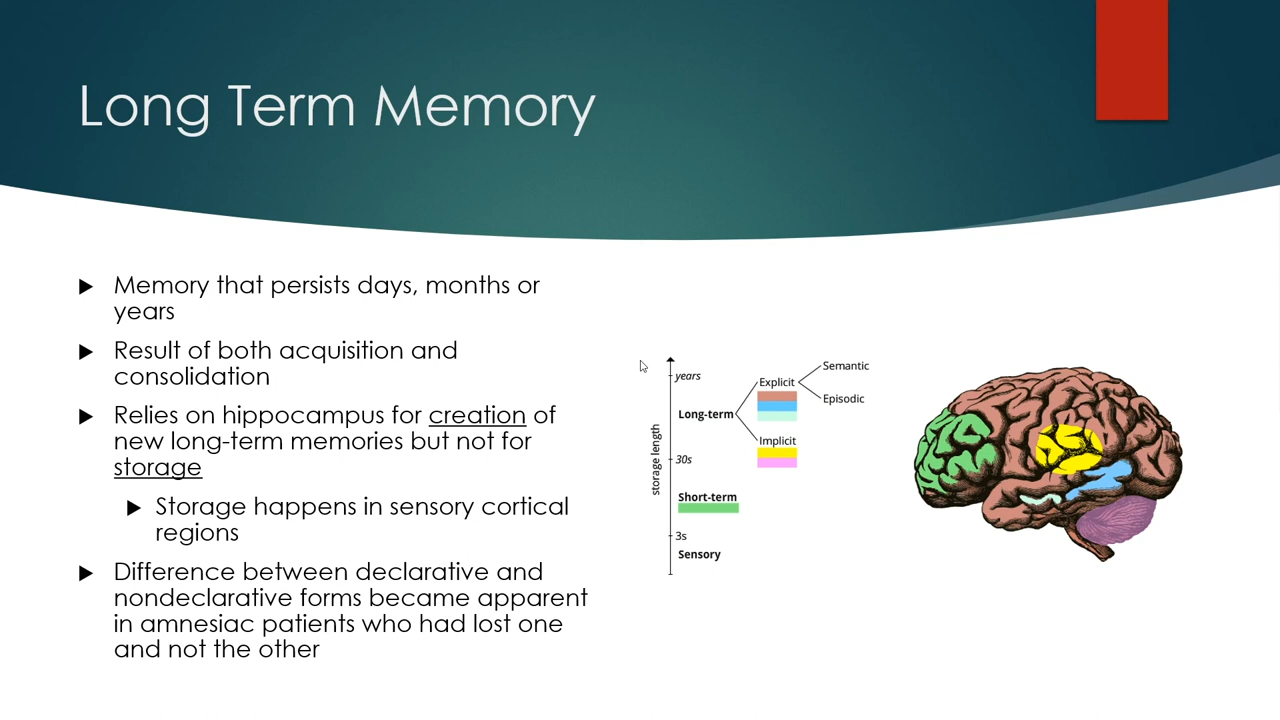 Long Term Memory
Memory that persists days, months or
years
Result of both acquisition and
consolidation
Relies on hippocampus for creation of
new long-term memories but not for
storage
Storage happens in sensory cortical
regions
Difference between declarative and
nondeclarative forms became apparent
in amnesiac patients who had lost one
and not the other
storage length
years
30s
3s
Long-term
Short-term
Sensory
Explicit
Implicit
Semantic
Episodic